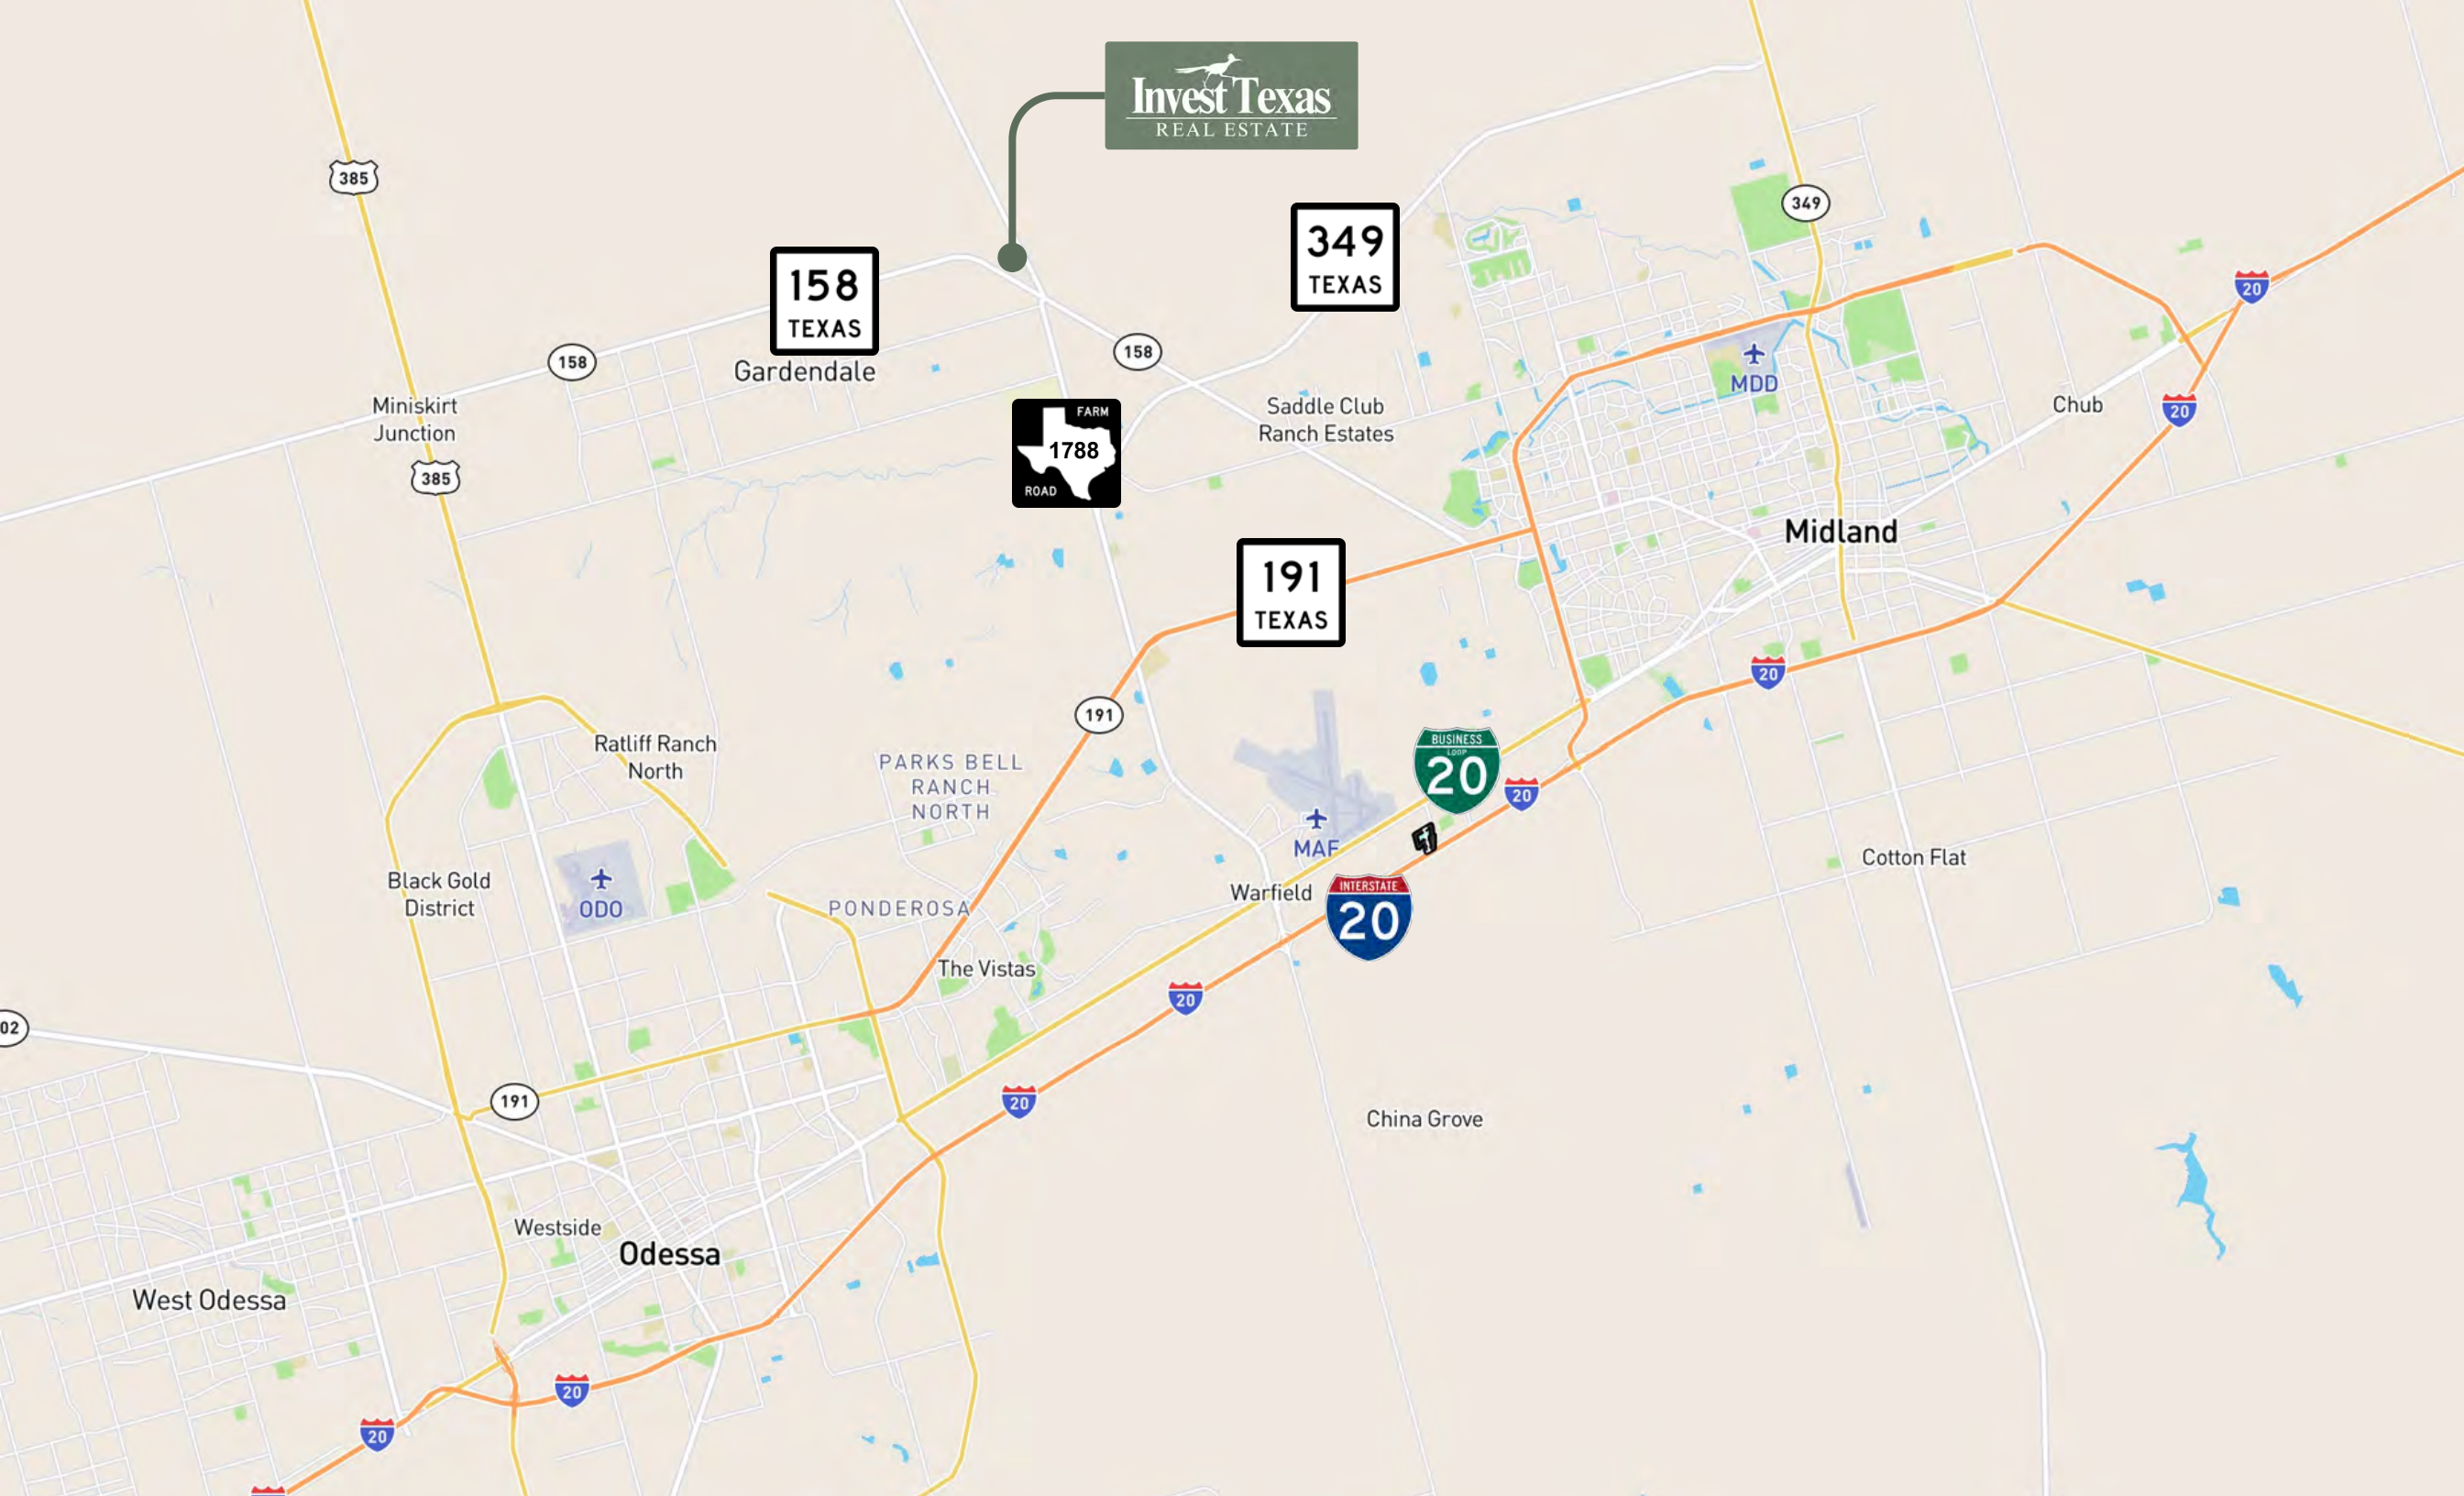 Invest Texas
REAL ESTATE
385
349
TEXAS
349
158
TEXAS
20
158
158
Gardendale
MDD
Miniskirt
Junction
FARM
1788
ROAD
Saddle Club
Ranch Estates
Chub
20
385
Midland
191
TEXAS
20
191
Ratliff Ranch
North
PARKS BELL
RANCH
NORTH
BUSINESS
LOOP
20
20
MAF
Cotton Flat
Black Gold
District
ODO
PONDEROSA
Warfield
INTERSTATE
20
The Vistas
20
02
191
20
China Grove
Westside
Odessa
West Odessa
20
20